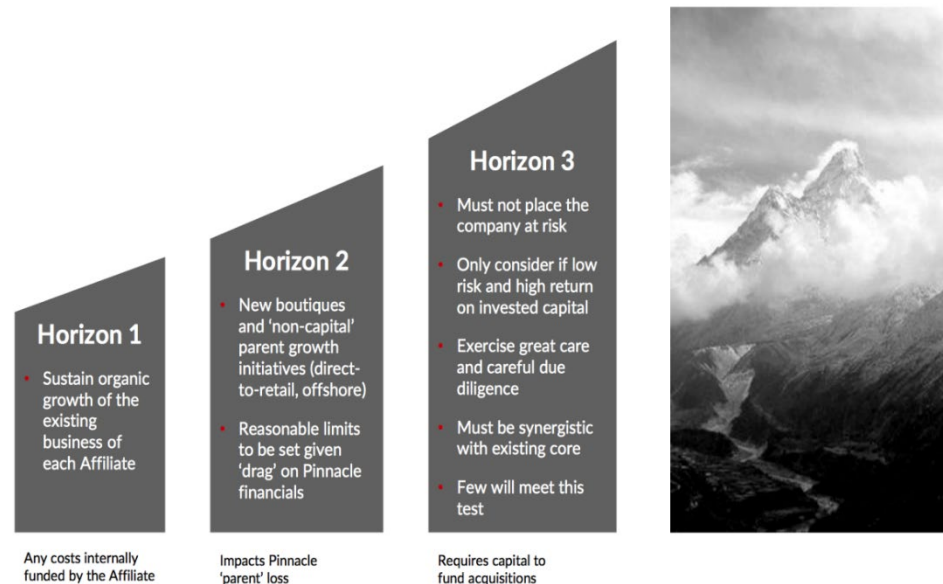 Horizon 1
• Sustain organic
growth of the
existing
business of
each Affiliate
Any costs internally
funded by the Affiliate
Horizon 2
• New boutiques
and ‘non-capital’
parent growth
initiatives (direct-
to-retail, offshore)
• Reasonable limits
to be set given
‘drag’ on Pinnacle
financials
Impacts Pinnacle
‘parent’ loss
Horizon 3
• Must not place the
company at risk
• Only consider if low
risk and high return
on invested capital
• Exercise great care
and careful due
diligence
• Must be synergistic
with existing core
• Few will meet this
test
Requires capital to
fund acquisitions